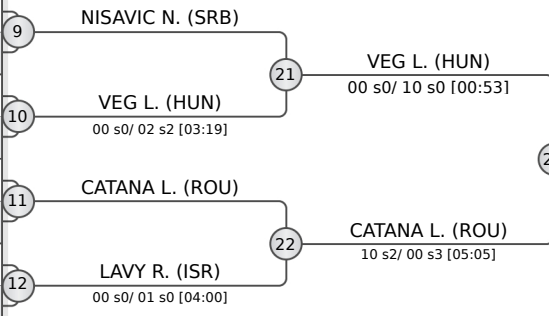 NISAVIC N. (SRB)
9
21
VEG L. (HUN)
00 s0/ 10 s0 [00:53]
VEG L. (HUN)
10
00 s0/ 02 s2 [03:19]
2
CATANA L. (ROU)
11
22
CATANA L. (ROU)
10 s2/ 00 s3 [05:05]
LAVY R. (ISR)
12
00 s0/ 01 s0 [04:00]